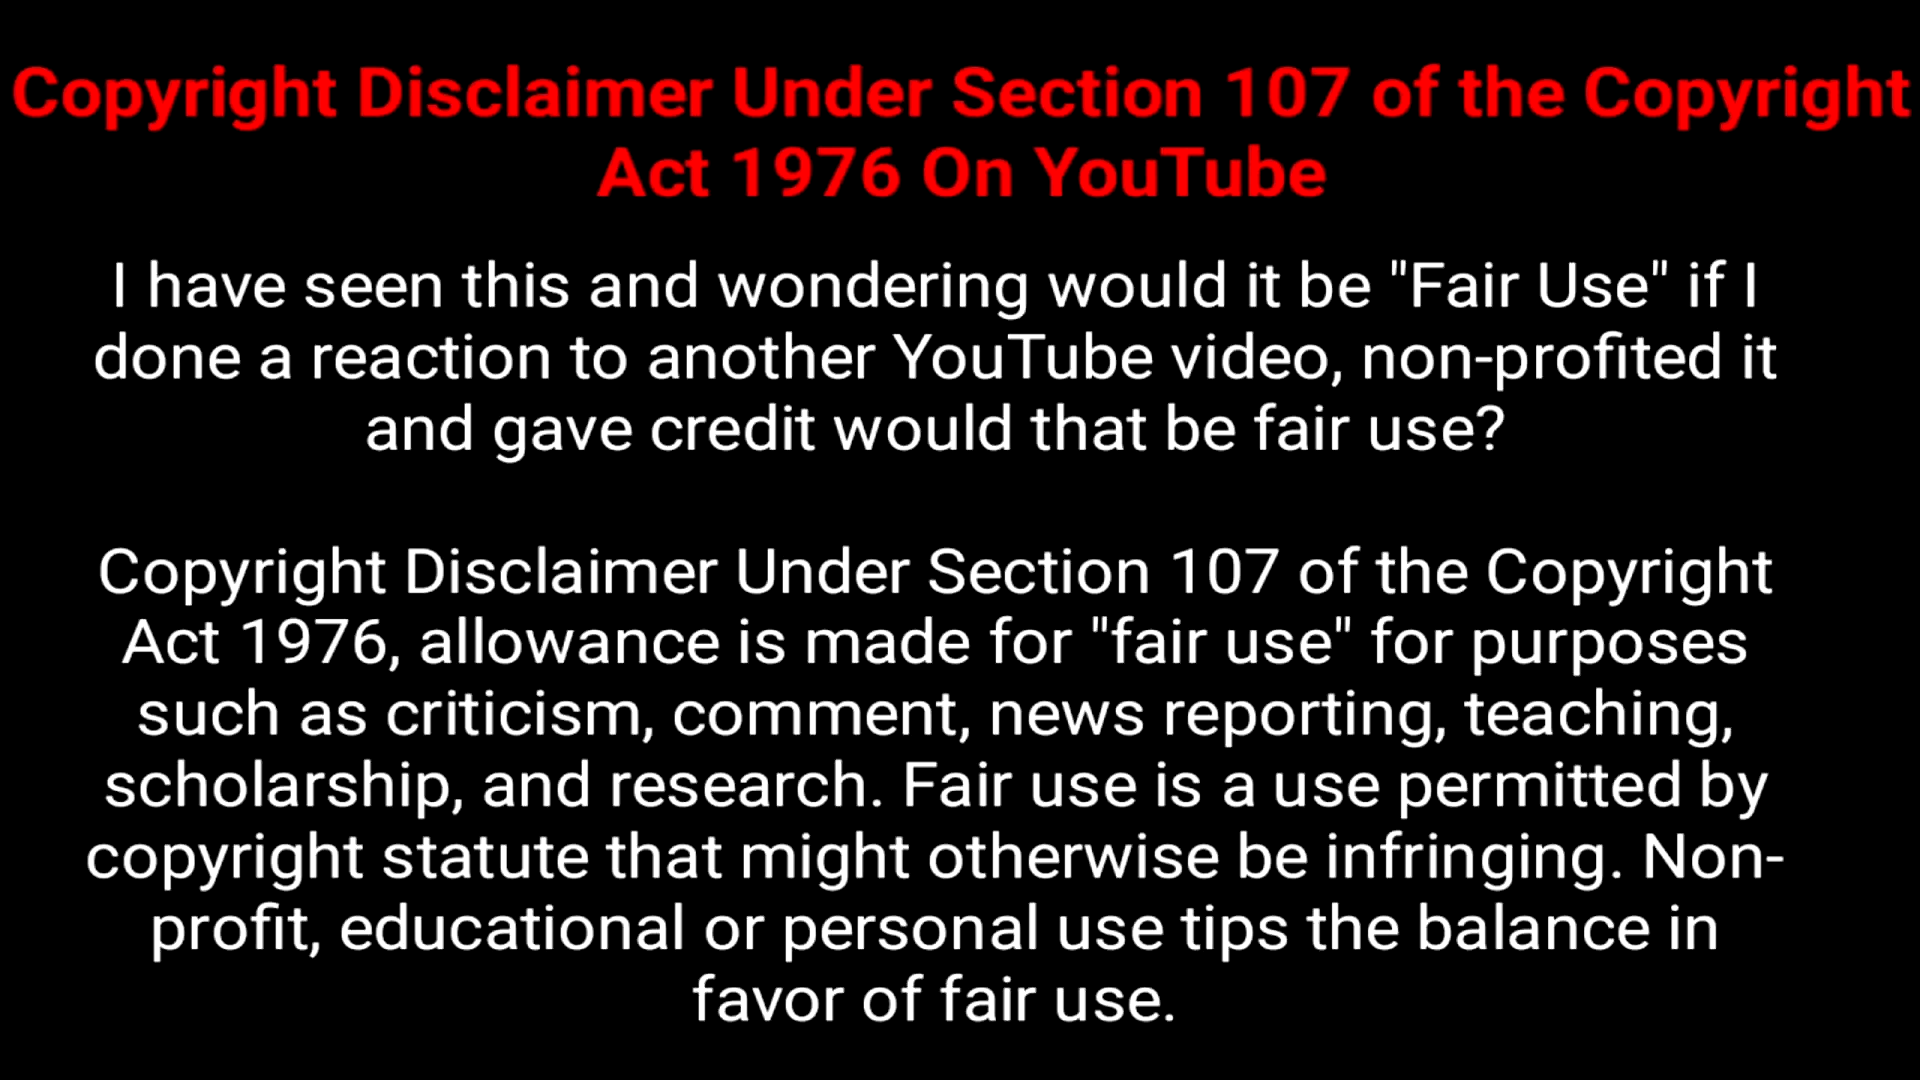 Copyright Disclaimer Under Section 107 of the Copyright
Act 1976 On YouTube
I have seen this and wondering would it be "Fair Use" if I
done a reaction to another YouTube video, non-profited it
and gave credit would that be fair use?
Copyright Disclaimer Under Section 107 of the Copyright
Act 1976, allowance is made for "fair use" for purposes
such as criticism, comment, news reporting, teaching,
scholarship, and research. Fair use is a use permitted by
copyright statute that might otherwise be infringing. Non-
profit, educational or personal use tips the balance in
favor of fair use.